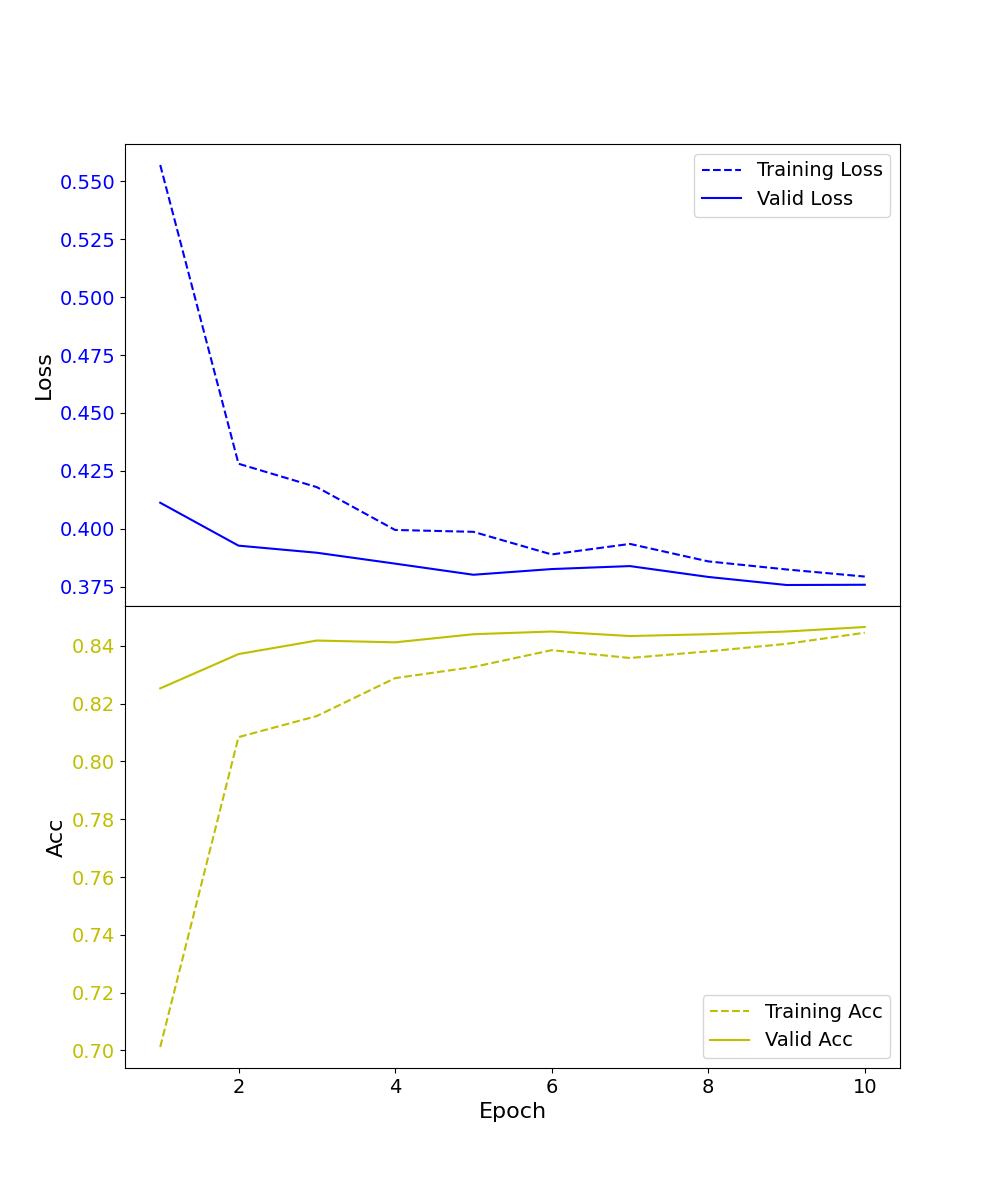 Training Loss
Valid Loss
0.550
0.525
0.500
0.475
0.450
0.425
0.400
0.375
Loss
0.84
0.82
0.80
0.78
0.76
0.74
0.72
0.70
Acc
Training Acc
Valid Acc
2 4 6 8 10
Epoch